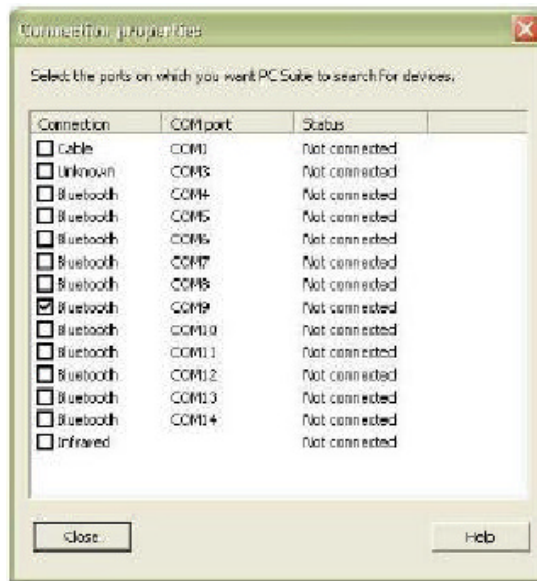 Connection properties
Select the ports on which you want PC Suite to search for devices.
Connection COM port Status
Cable COM1 Not connected
Unknown COM3 Not connected
Bluetooth COM4 Not connected
Bluetooth COM5 Not connected
Bluetooth COM6 Not connected
Bluetooth COM7 Not connected
Bluetooth COM8 Not connected
Bluetooth COM9 Not connected
Bluetooth COM10 Not connected
Bluetooth COM11 Not connected
Bluetooth COM12 Not connected
Bluetooth COM13 Not connected
Bluetooth COM14 Not connected
Infrared Not connected
Close Help